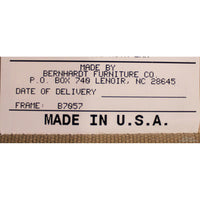 MADE BY
BERNHARDT FURNITURE CO.
P.O. BOX 740 LENOIR, NC 28645
DATE OF DELIVERY
FRAME: B7057
MADE IN U.S.A.